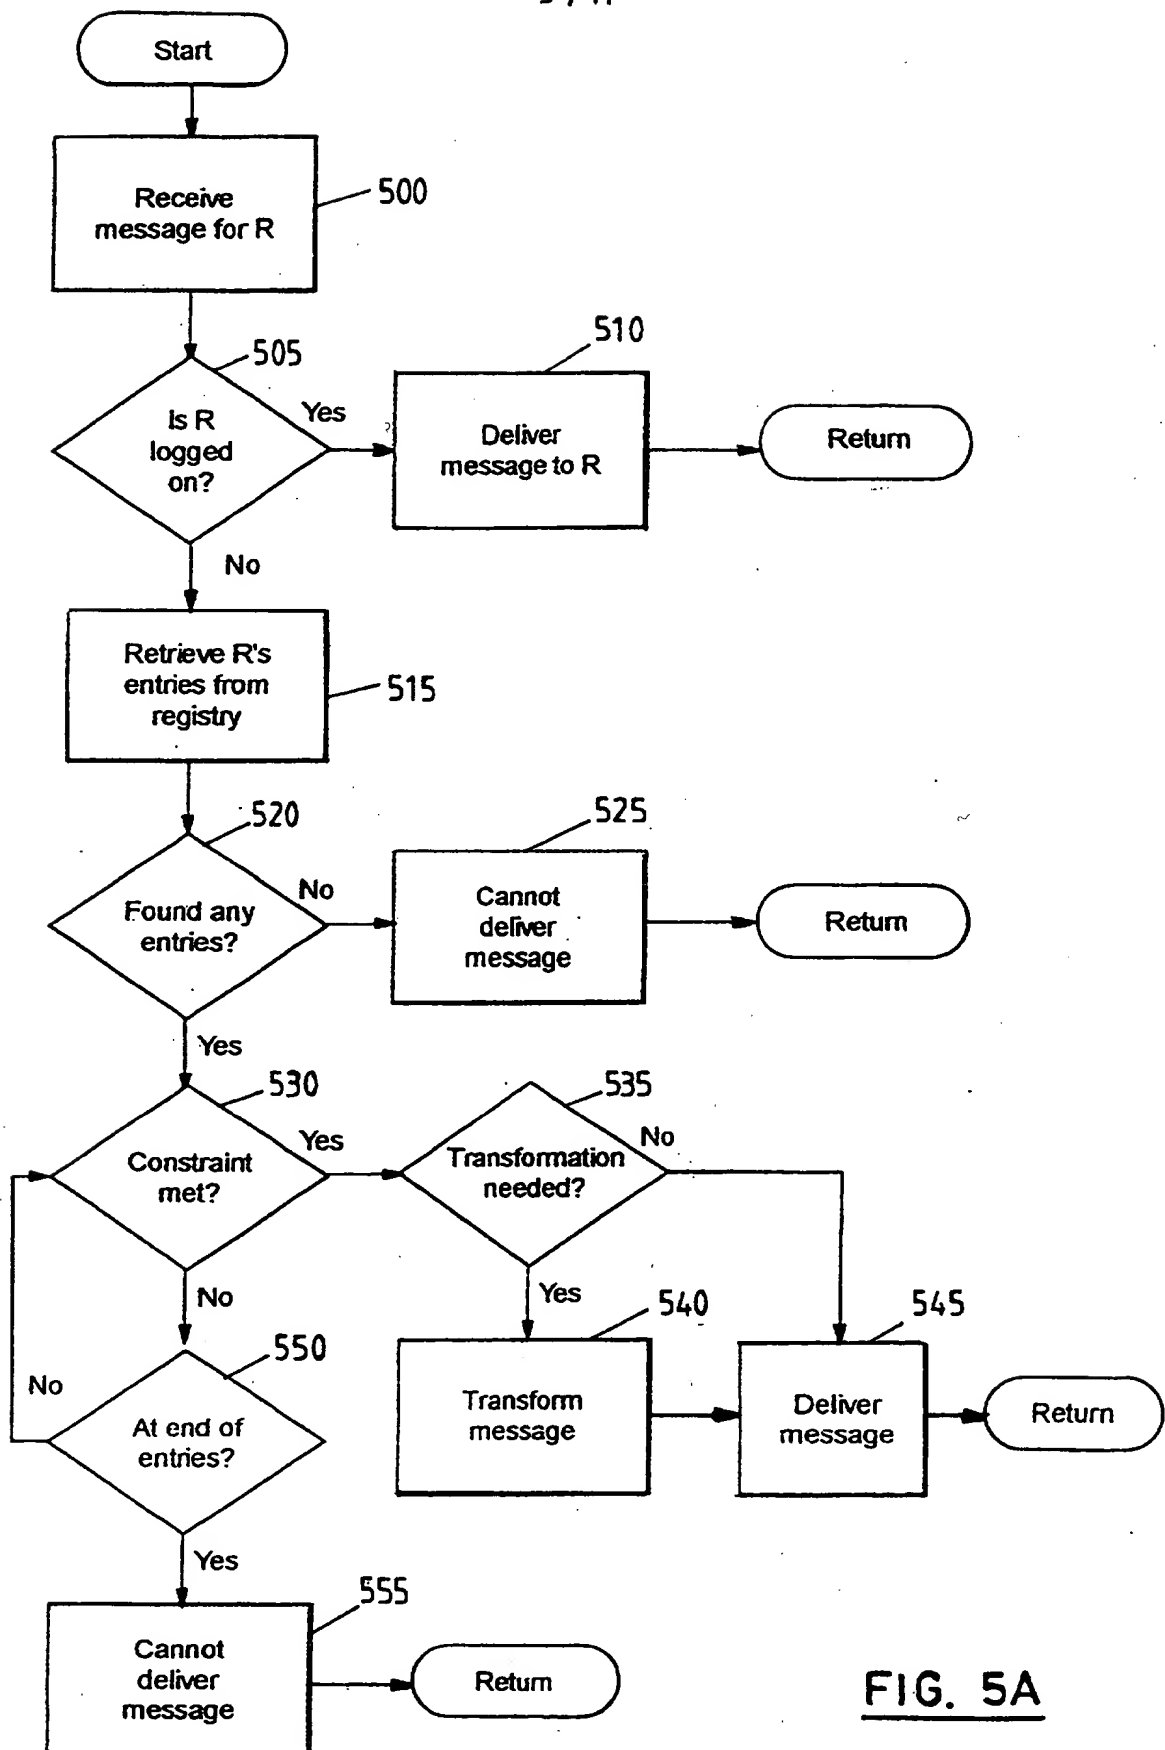 Start
Receive
message for R
500
505
Is R
logged
on?
Yes
510
Deliver
message to R
Return
No
Retrieve R's
entries from
registry
515
520
Found any
entries?
No
525
Cannot
deliver
message
Return
Yes
530
Constraint
met?
Yes
535
Transformation
needed?
No
No
Yes
540
Transform
message
545
Deliver
message
Return
550
At end of
entries?
No
Yes
555
Cannot
deliver
message
Return
FIG. 5A